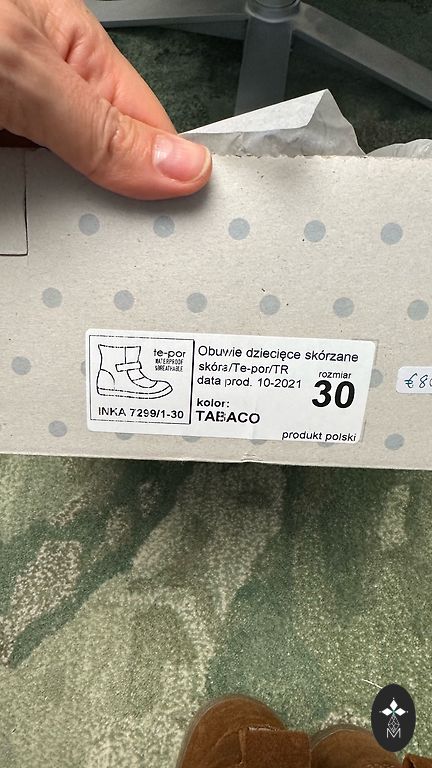 te-por
WATERPROOF
&BREATHABLE
INKA 7299/1-30
Obuwie dziecięce skórzane
skóra/Te-por/TR
data prod. 10-2021
rozmiar
30
kolor:
TABACO
produkt polski
M